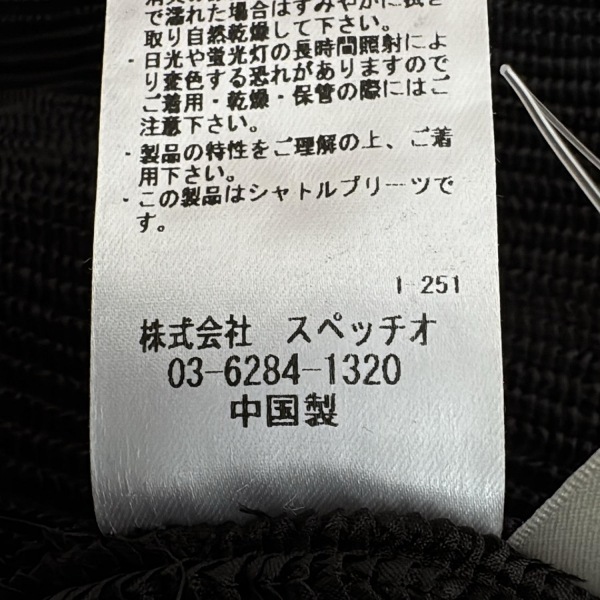 で濡れた場合はすみやかに拭き
取り自然乾燥して下さい。
・日光や蛍光灯の長時間照射によ
り変色する恐れがありますので
ご着用・乾燥・保管の際にはご
注意下さい。
・製品の特性をご理解の上、ご着
用下さい。
・この製品はシャトルプリーツで
す。
I-251
株式会社 スペッチオ
03-6284-1320
中国製